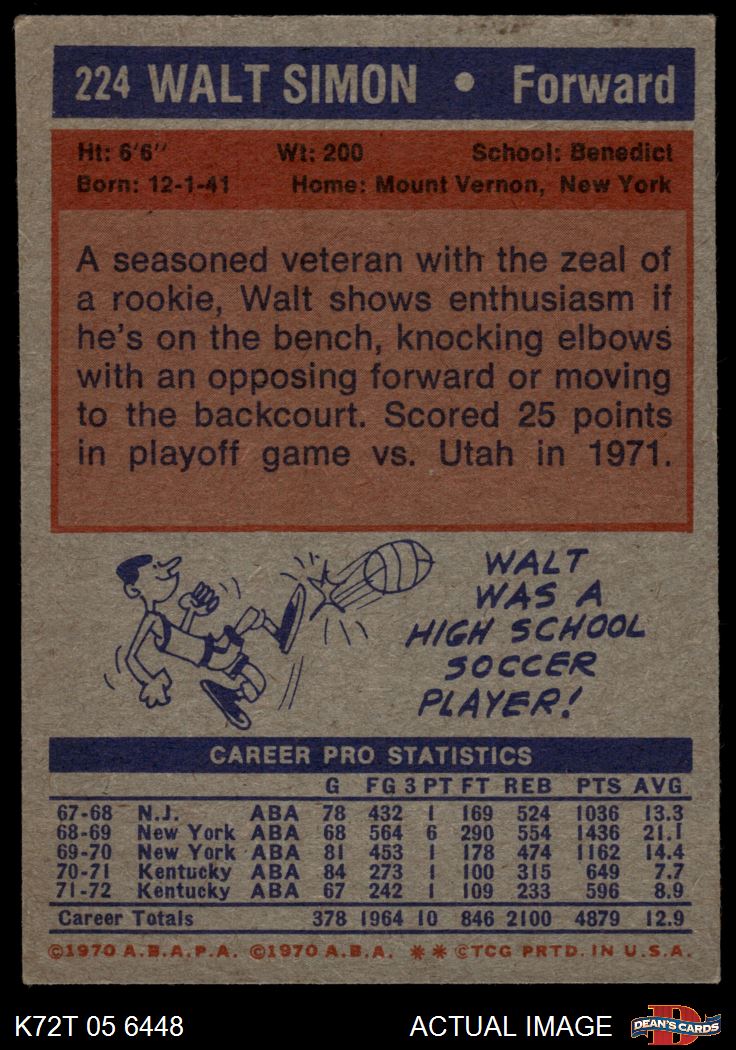 224 WALT SIMON • Forward
Ht: 6'6" Wt: 200 School: Benedict
Born: 12-1-41 Home: Mount Vernon, New York
A seasoned veteran with the zeal of
a rookie, Walt shows enthusiasm if
he's on the bench, knocking elbows
with an opposing forward or moving
to the backcourt. Scored 25 points
in playoff game vs. Utah in 1971.
WALT
WAS A
HIGH SCHOOL
SOCCER
PLAYER!
CAREER PRO STATISTICS
G FG 3 PT FT REB PTS AVG
67-68 N.J. ABA 78 432 1 169 524 1036 13.3
68-69 New York ABA 68 564 6 290 554 1436 21.1
69-70 New York ABA 81 453 1 178 474 1162 14.4
70-71 Kentucky ABA 84 273 1 100 315 649 7.7
71-72 Kentucky ABA 67 242 1 109 233 596 8.9
Career Totals 378 1964 10 846 2100 4879 12.9
©1970 A.B.A.P.A. ©1970 A.B.A. ** ©TCG PRTD. IN U.S.A.
K72T 05 6448 ACTUAL IMAGE D DEAN'S CARDS